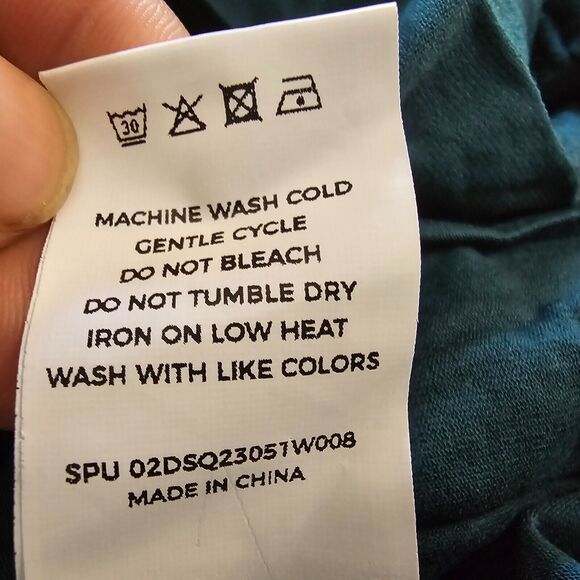 30
MACHINE WASH COLD
GENTLE CYCLE
DO NOT BLEACH
DO NOT TUMBLE DRY
IRON ON LOW HEAT
WASH WITH LIKE COLORS
SPU 02DSQ23051W008
MADE IN CHINA